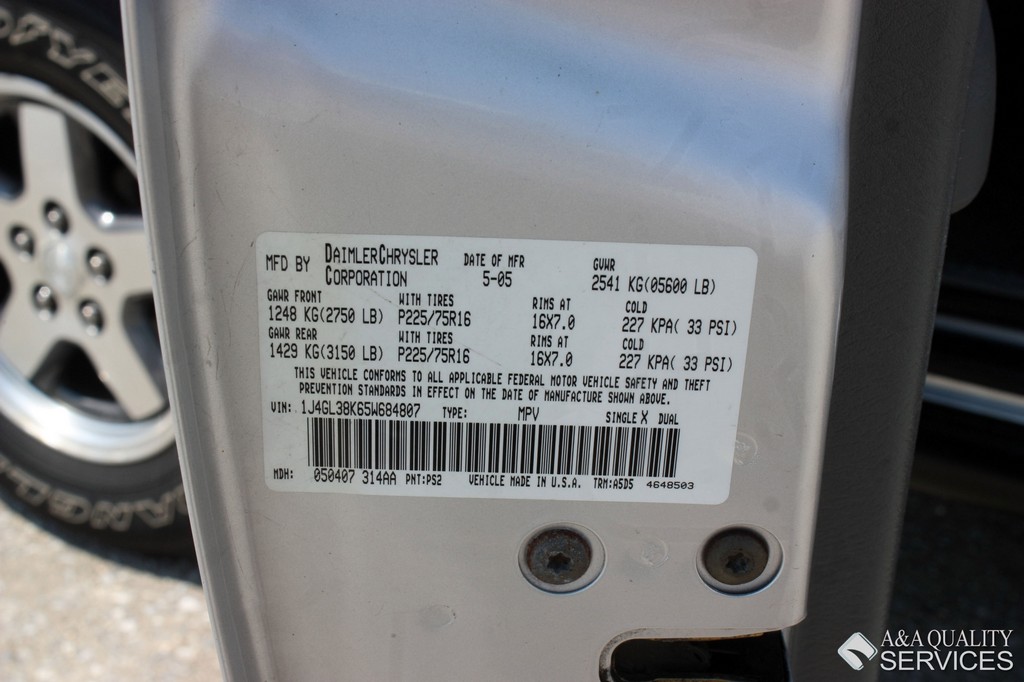 MFD BY DAIMLERCHRYSLER CORPORATION DATE OF MFR 5-05 GVWR 2541 KG(05600 LB)
GAWR FRONT WITH TIRES RIMS AT COLD
1248 KG(2750 LB) P225/75R16 16X7.0 227 KPA( 33 PSI)
GAWR REAR WITH TIRES RIMS AT COLD
1429 KG(3150 LB) P225/75R16 16X7.0 227 KPA( 33 PSI)
THIS VEHICLE CONFORMS TO ALL APPLICABLE FEDERAL MOTOR VEHICLE SAFETY AND THEFT
PREVENTION STANDARDS IN EFFECT ON THE DATE OF MANUFACTURE SHOWN ABOVE.
VIN: 1J4GL38K65W684807 TYPE: MPV SINGLE X DUAL
MDH: 050407 314AA PNT:PS2 VEHICLE MADE IN U.S.A. TRM:A5D5 4648503
A&A QUALITY
SERVICES